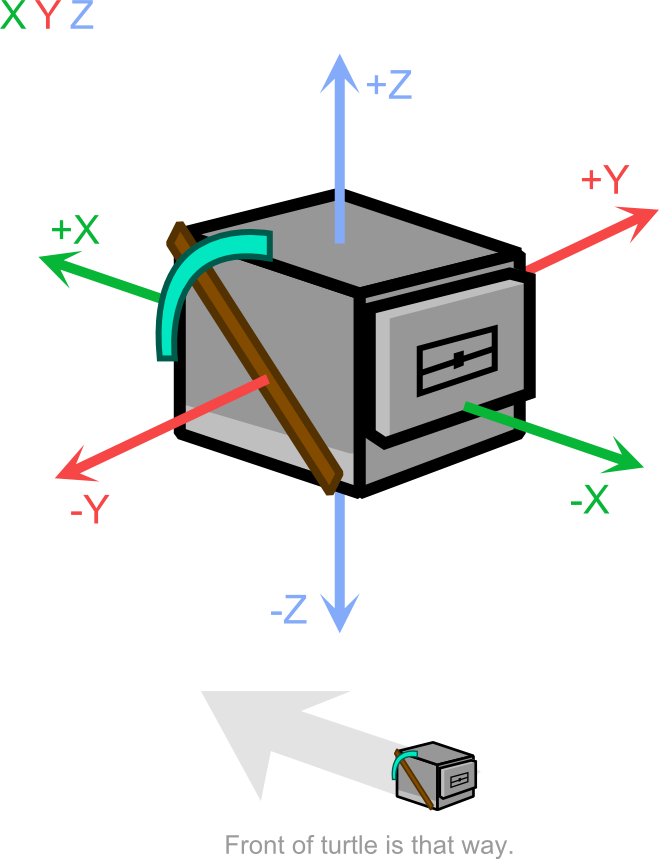 X Y Z
+Z
+Y
+X
-X
-Y
-Z
Front of turtle is that way.